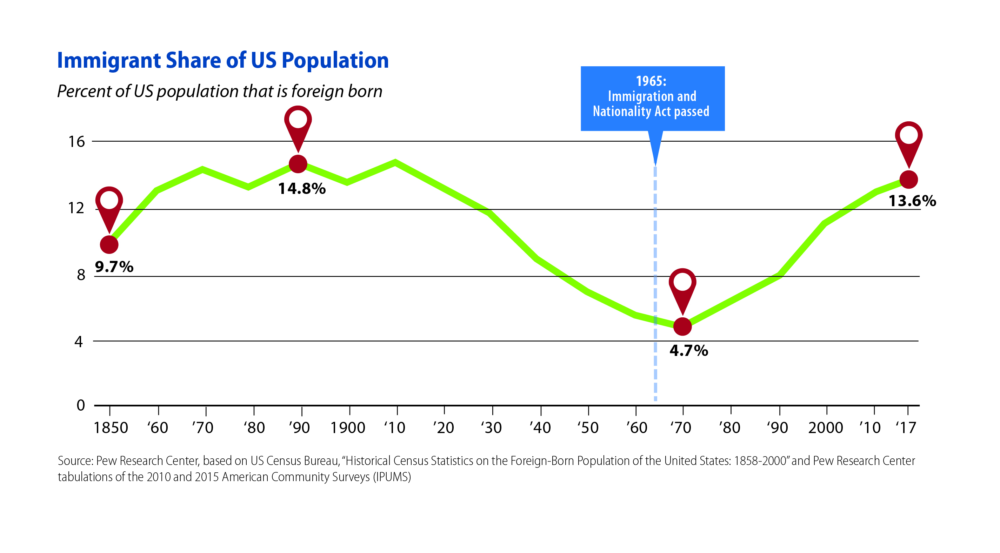 Immigrant Share of US Population
Percent of US population that is foreign born
1965:
Immigration and
Nationality Act passed
16
12
8
4
0
9.7%
14.8%
4.7%
13.6%
1850 ‘60 ’70 ‘80 ’90 1900 ‘10 ’20 ‘30 ’40 ‘50 ’60 ‘70 ’80 ‘90 2000 ’10 ‘17
Source: Pew Research Center, based on US Census Bureau, “Historical Census Statistics on the Foreign-Born Population of the United States: 1858-2000” and Pew Research Center
tabulations of the 2010 and 2015 American Community Surveys (IPUMS)